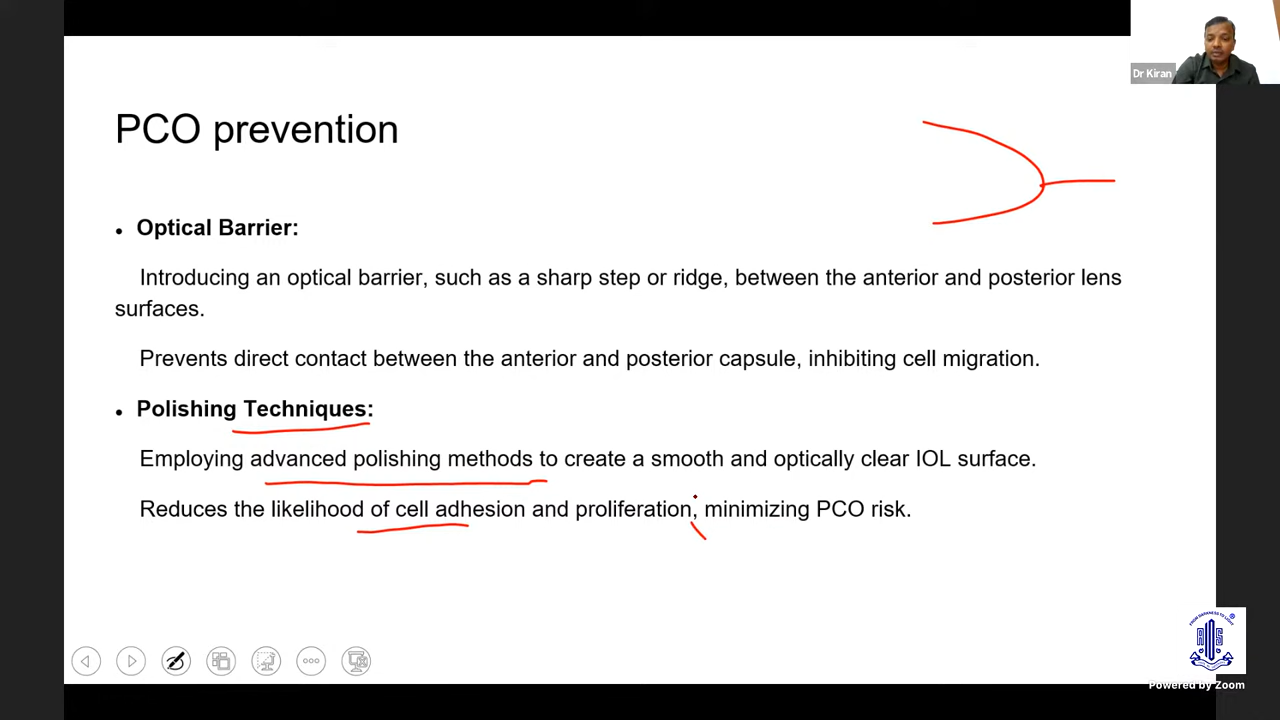 Dr Kiran
PCO prevention
• Optical Barrier:
Introducing an optical barrier, such as a sharp step or ridge, between the anterior and posterior lens
surfaces.
Prevents direct contact between the anterior and posterior capsule, inhibiting cell migration.
• Polishing Techniques:
Employing advanced polishing methods to create a smooth and optically clear IOL surface.
Reduces the likelihood of cell adhesion and proliferation, minimizing PCO risk.
Powered by Zoom